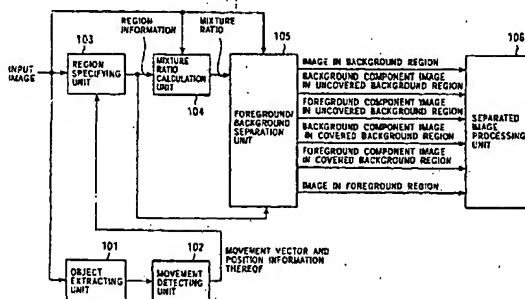 REGION
INFORMATION
MIXTURE
RATIO
103
105
106
INPUT
IMAGE
REGION
SPECIFYING
UNIT
MIXTURE
RATIO
CALCULATION
UNIT
104
FOREGROUND/
BACKGROUND
SEPARATION
UNIT
IMAGE IN BACKGROUND REGION
BACKGROUND COMPONENT IMAGE
IN UNCOVERED BACKGROUND REGION
FOREGROUND COMPONENT IMAGE
IN UNCOVERED BACKGROUND REGION
BACKGROUND COMPONENT IMAGE
IN COVERED BACKGROUND REGION
FOREGROUND COMPONENT IMAGE
IN COVERED BACKGROUND REGION
IMAGE IN FOREGROUND REGION
SEPARATED
IMAGE
PROCESSING
UNIT
101
102
OBJECT
EXTRACTING
UNIT
MOVEMENT
DETECTING
UNIT
MOVEMENT VECTOR AND
POSITION INFORMATION
THEREOF